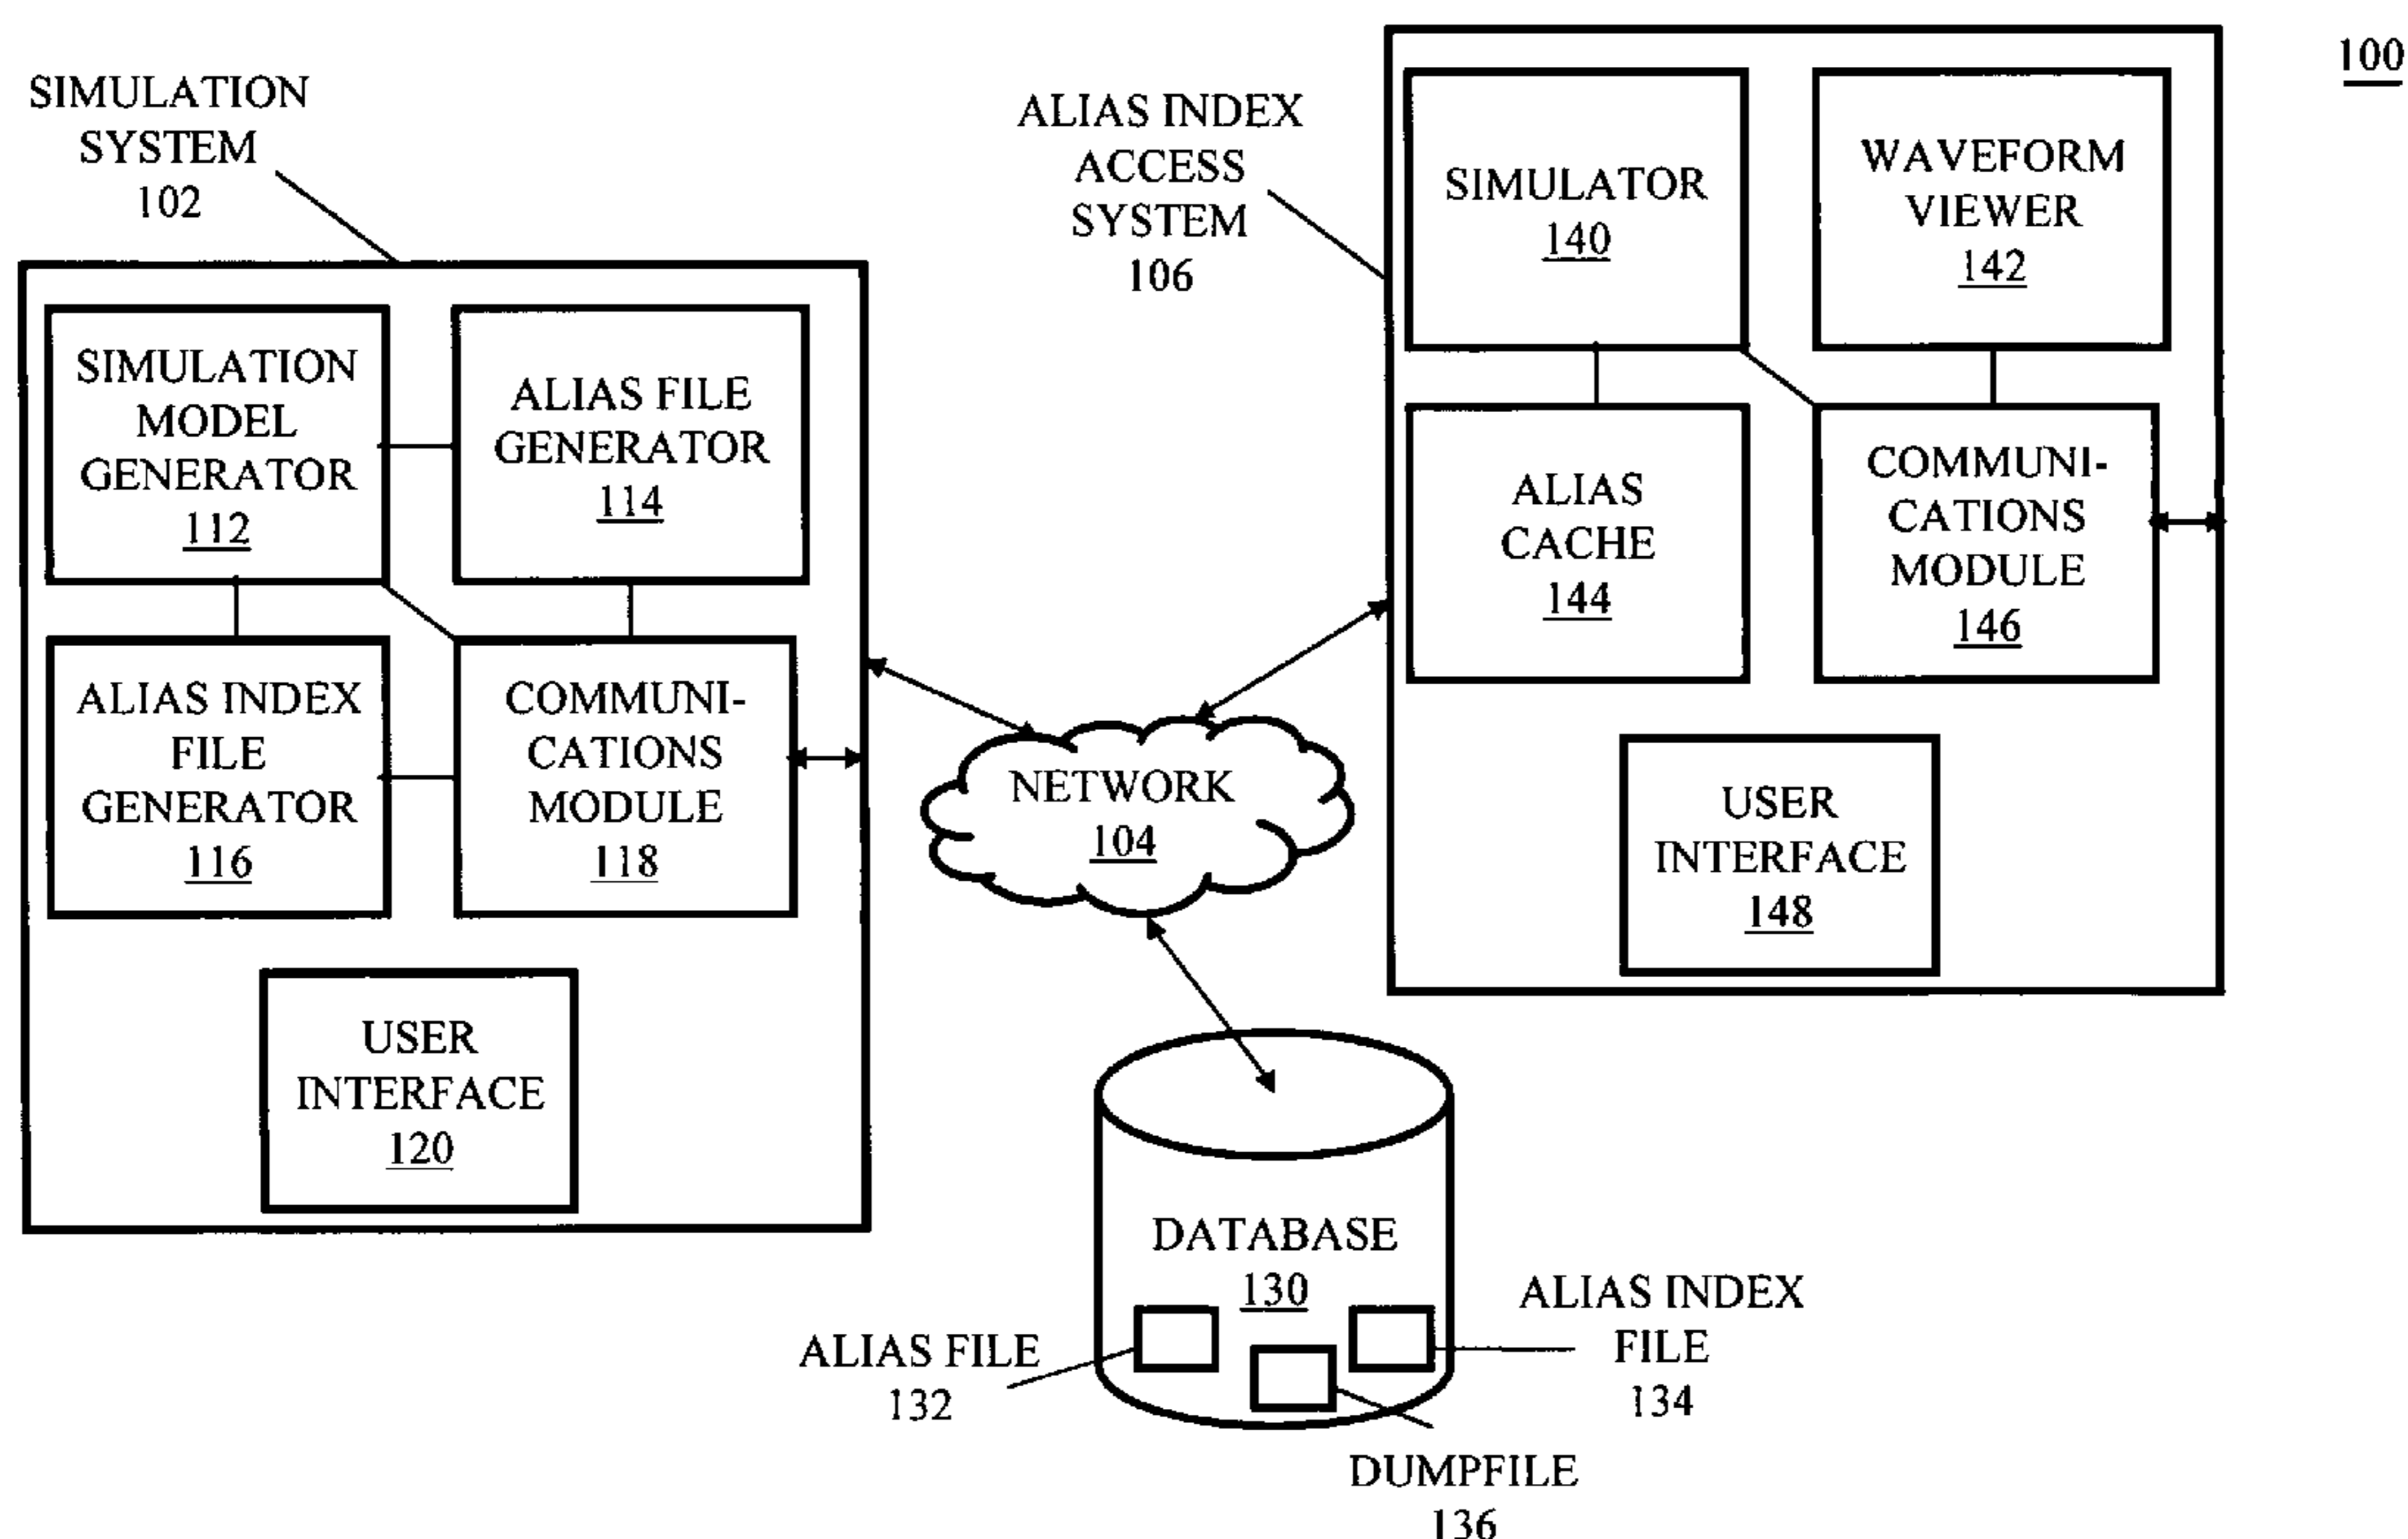 100
SIMULATION
SYSTEM
102
SIMULATION
MODEL
GENERATOR
112
ALIAS FILE
GENERATOR
114
ALIAS INDEX
FILE
GENERATOR
116
COMMUNI-
CATIONS
MODULE
118
USER
INTERFACE
120
ALIAS INDEX
ACCESS
SYSTEM
106
SIMULATOR
140
WAVEFORM
VIEWER
142
ALIAS
CACHE
144
COMMUNI-
CATIONS
MODULE
146
USER
INTERFACE
148
NETWORK
104
DATABASE
130
ALIAS FILE
132
ALIAS INDEX
FILE
134
DUMPFILE
136